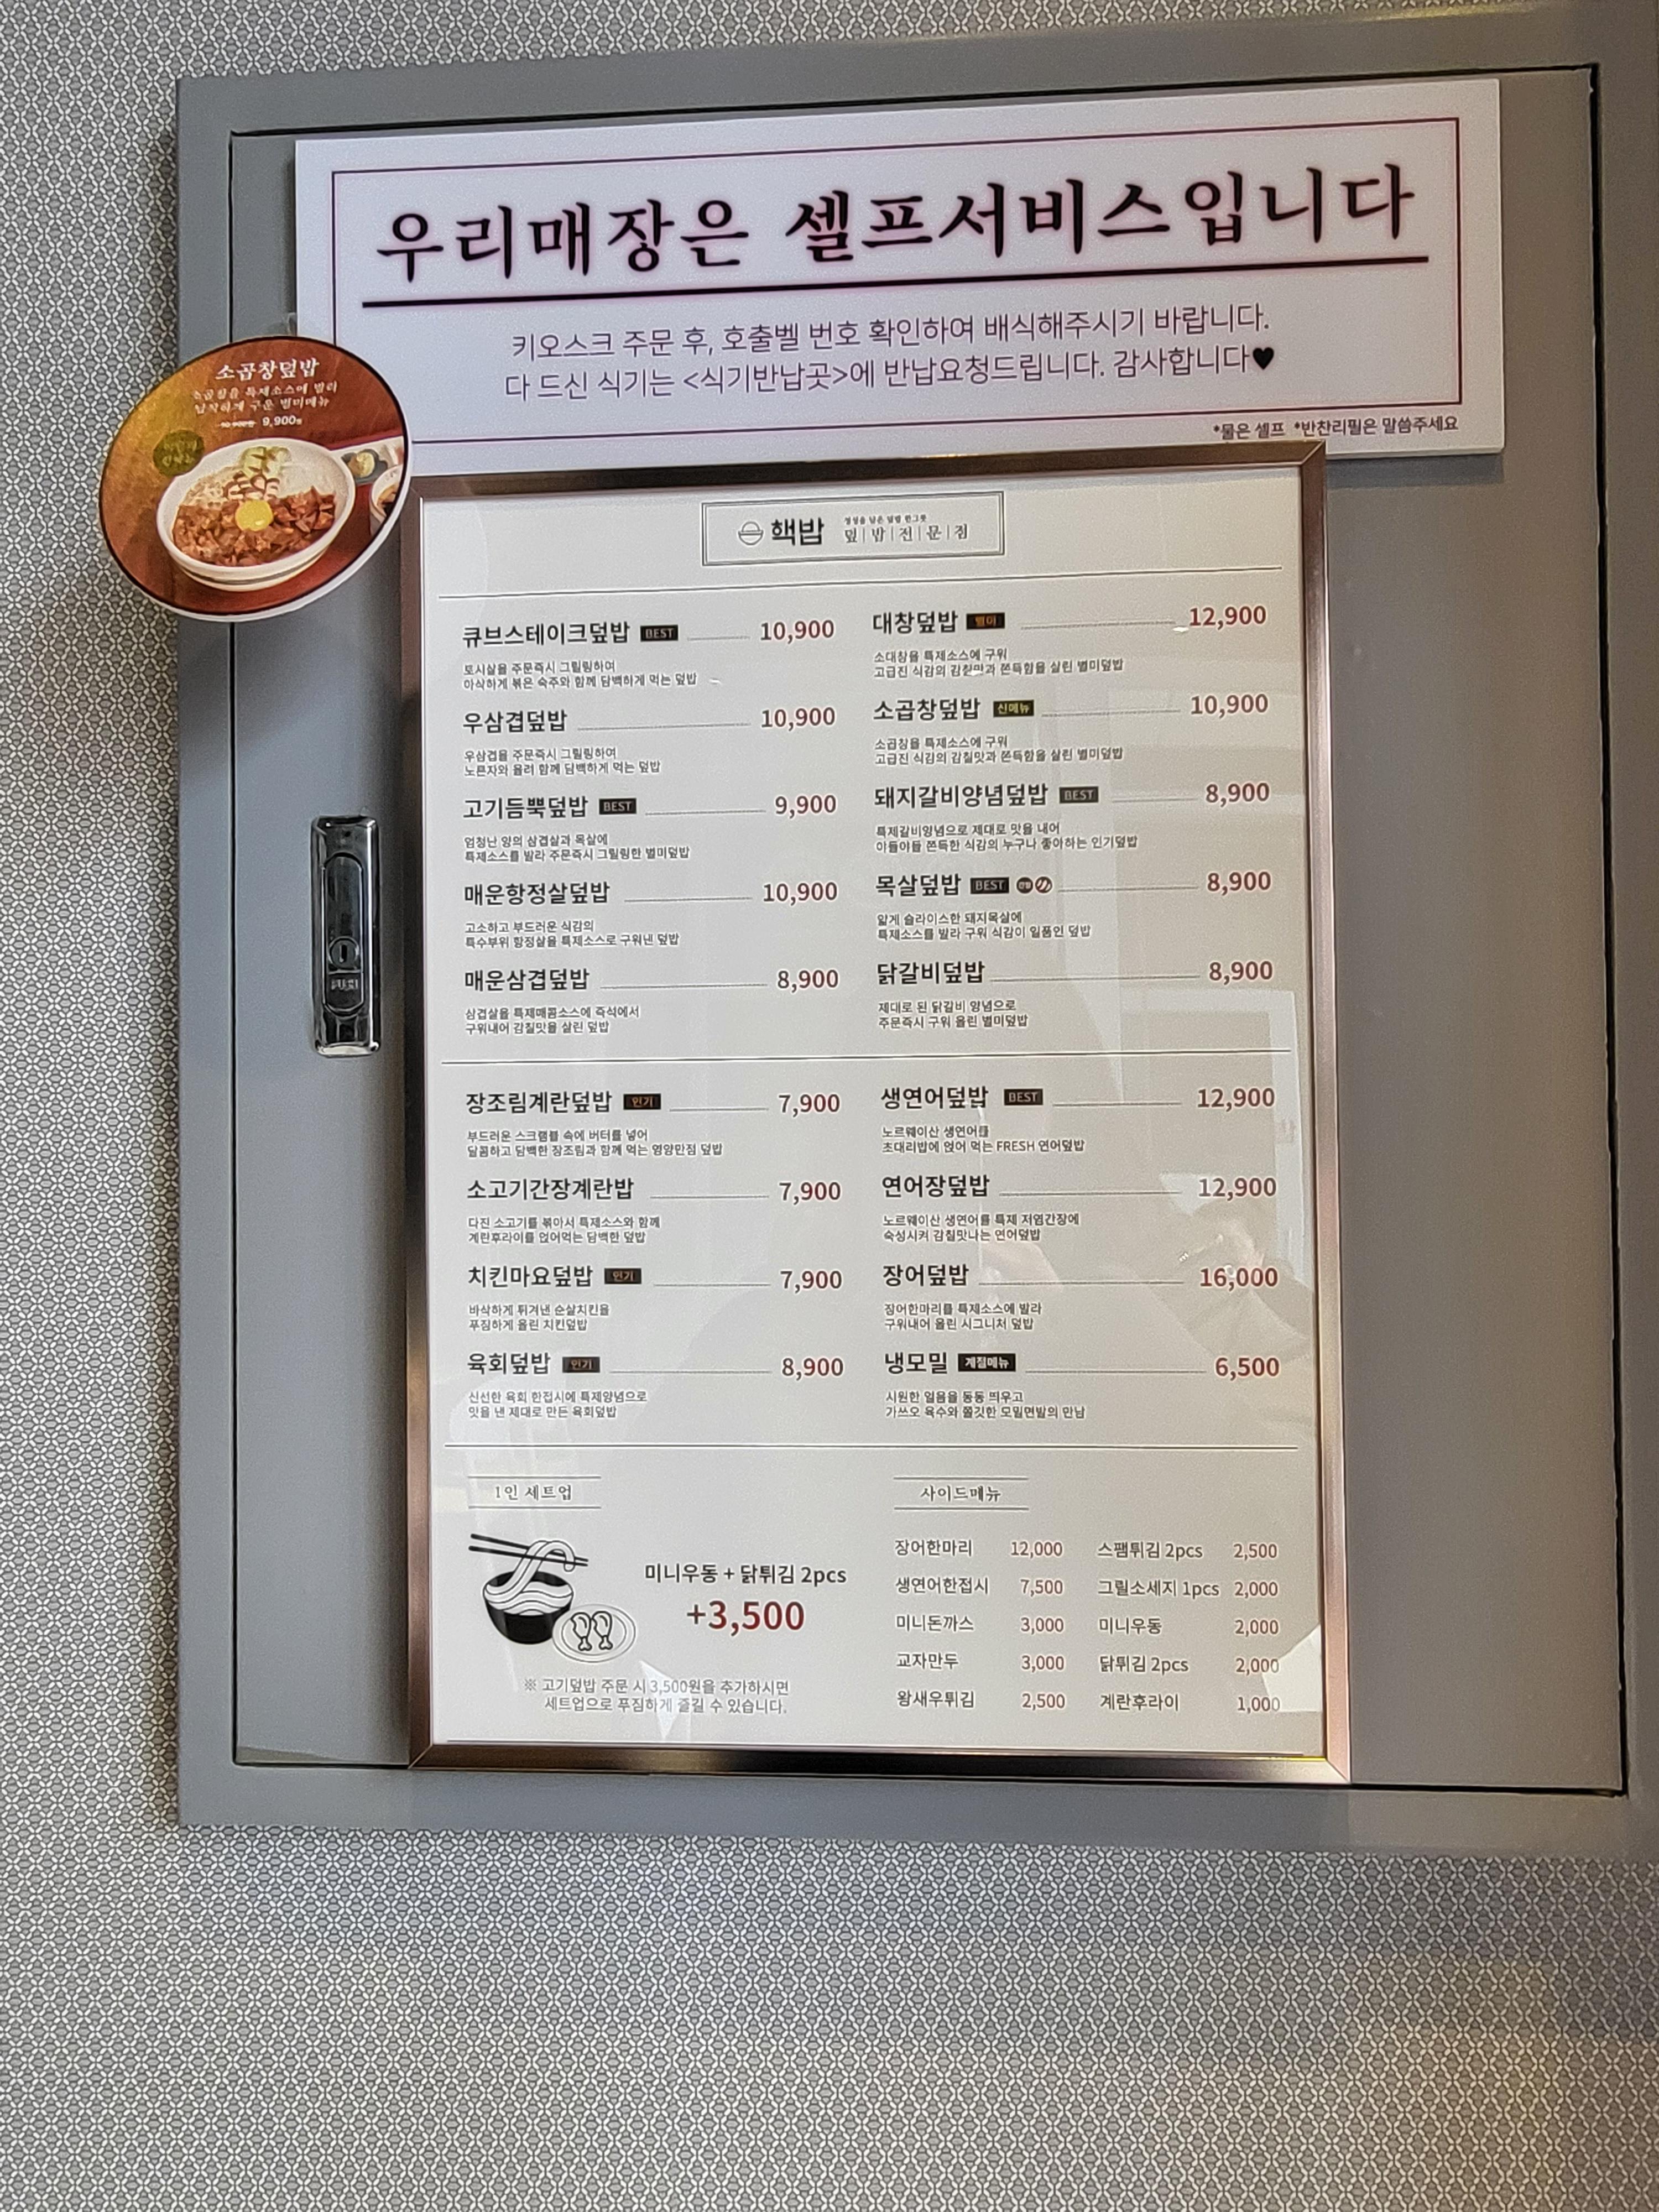 우리매장은 셀프서비스입니다
키오스크 주문 후, 호출벨 번호 확인하여 배식해주시기 바랍니다.
다 드신 식기는 <식기반납곳>에 반납요청드립니다. 감사합니다♥
*물은 셀프 *반찬리필은 말씀주세요
소곱창덮밥
소곱창을 특제소스에 발라
구운 별미메뉴
10,900원 9,900원
핵밥
정성을 담은 덮밥 한그릇
덮|밥|전|문|점
큐브스테이크덮밥 BEST 10,900
토시살을 주문즉시 그릴링하여
아삭하게 볶은 숙주와 함께 담백하게 먹는 덮밥
우삼겹덮밥 10,900
우삼겹을 주문즉시 그릴링하여
노른자와 올려 함께 담백하게 먹는 덮밥
고기듬뿍덮밥 BEST 9,900
엄청난 양의 삼겹살과 목살에
특제소스를 발라 주문즉시 그릴링한 별미덮밥
매운항정살덮밥 10,900
고소하고 부드러운 식감의
특수부위 항정살을 특제소스로 구워낸 덮밥
매운삼겹덮밥 8,900
삼겹살을 특제매콤소스에 즉석에서
구워내어 감칠맛을 살린 덮밥
대창덮밥 별미 12,900
소대창을 특제소스에 구워
고급진 식감의 감칠맛과 쫀득함을 살린 별미덮밥
소곱창덮밥 신메뉴 10,900
소곱창을 특제소스에 구워
고급진 식감의 감칠맛과 쫀득함을 살린 별미덮밥
돼지갈비양념덮밥 BEST 8,900
특제갈비양념으로 제대로 맛을 내어
야들야들 쫀득한 식감의 누구나 좋아하는 인기덮밥
목살덮밥 BEST 8,900
얇게 슬라이스한 돼지목살에
특제소스를 발라 구워 식감이 일품인 덮밥
닭갈비덮밥 8,900
제대로 된 닭갈비 양념으로
주문즉시 구워 올린 별미덮밥
장조림계란덮밥 인기 7,900
부드러운 스크램블 속에 버터를 넣어
달콤하고 담백한 장조림과 함께 먹는 영양만점 덮밥
소고기간장계란밥 7,900
다진 소고기를 볶아서 특제소스와 함께
계란후라이를 얹어먹는 담백한 덮밥
치킨마요덮밥 인기 7,900
바삭하게 튀겨낸 순살치킨을
푸짐하게 올린 치킨덮밥
육회덮밥 인기 8,900
신선한 육회 한접시에 특제양념으로
맛을 낸 제대로 만든 육회덮밥
생연어덮밥 BEST 12,900
노르웨이산 생연어를
초대리밥에 얹어 먹는 FRESH 연어덮밥
연어장덮밥 12,900
노르웨이산 생연어를 특제 저염간장에
숙성시켜 감칠맛나는 연어덮밥
장어덮밥 16,000
장어한마리를 특제소스에 발라
구워내어 올린 시그니처 덮밥
냉모밀 계절메뉴 6,500
시원한 얼음을 동동 띄우고
가쓰오 육수와 쫄깃한 모밀면발의 만남
1인 세트업
미니우동 + 닭튀김 2pcs
+3,500
※ 고기덮밥 주문 시 3,500원을 추가하시면
세트업으로 푸짐하게 즐길 수 있습니다.
사이드메뉴
장어한마리 12,000
생연어한접시 7,500
미니돈까스 3,000
교자만두 3,000
왕새우튀김 2,500
스팸튀김 2pcs 2,500
그릴소세지 1pcs 2,000
미니우동 2,000
닭튀김 2pcs 2,000
계란후라이 1,000
PUSH